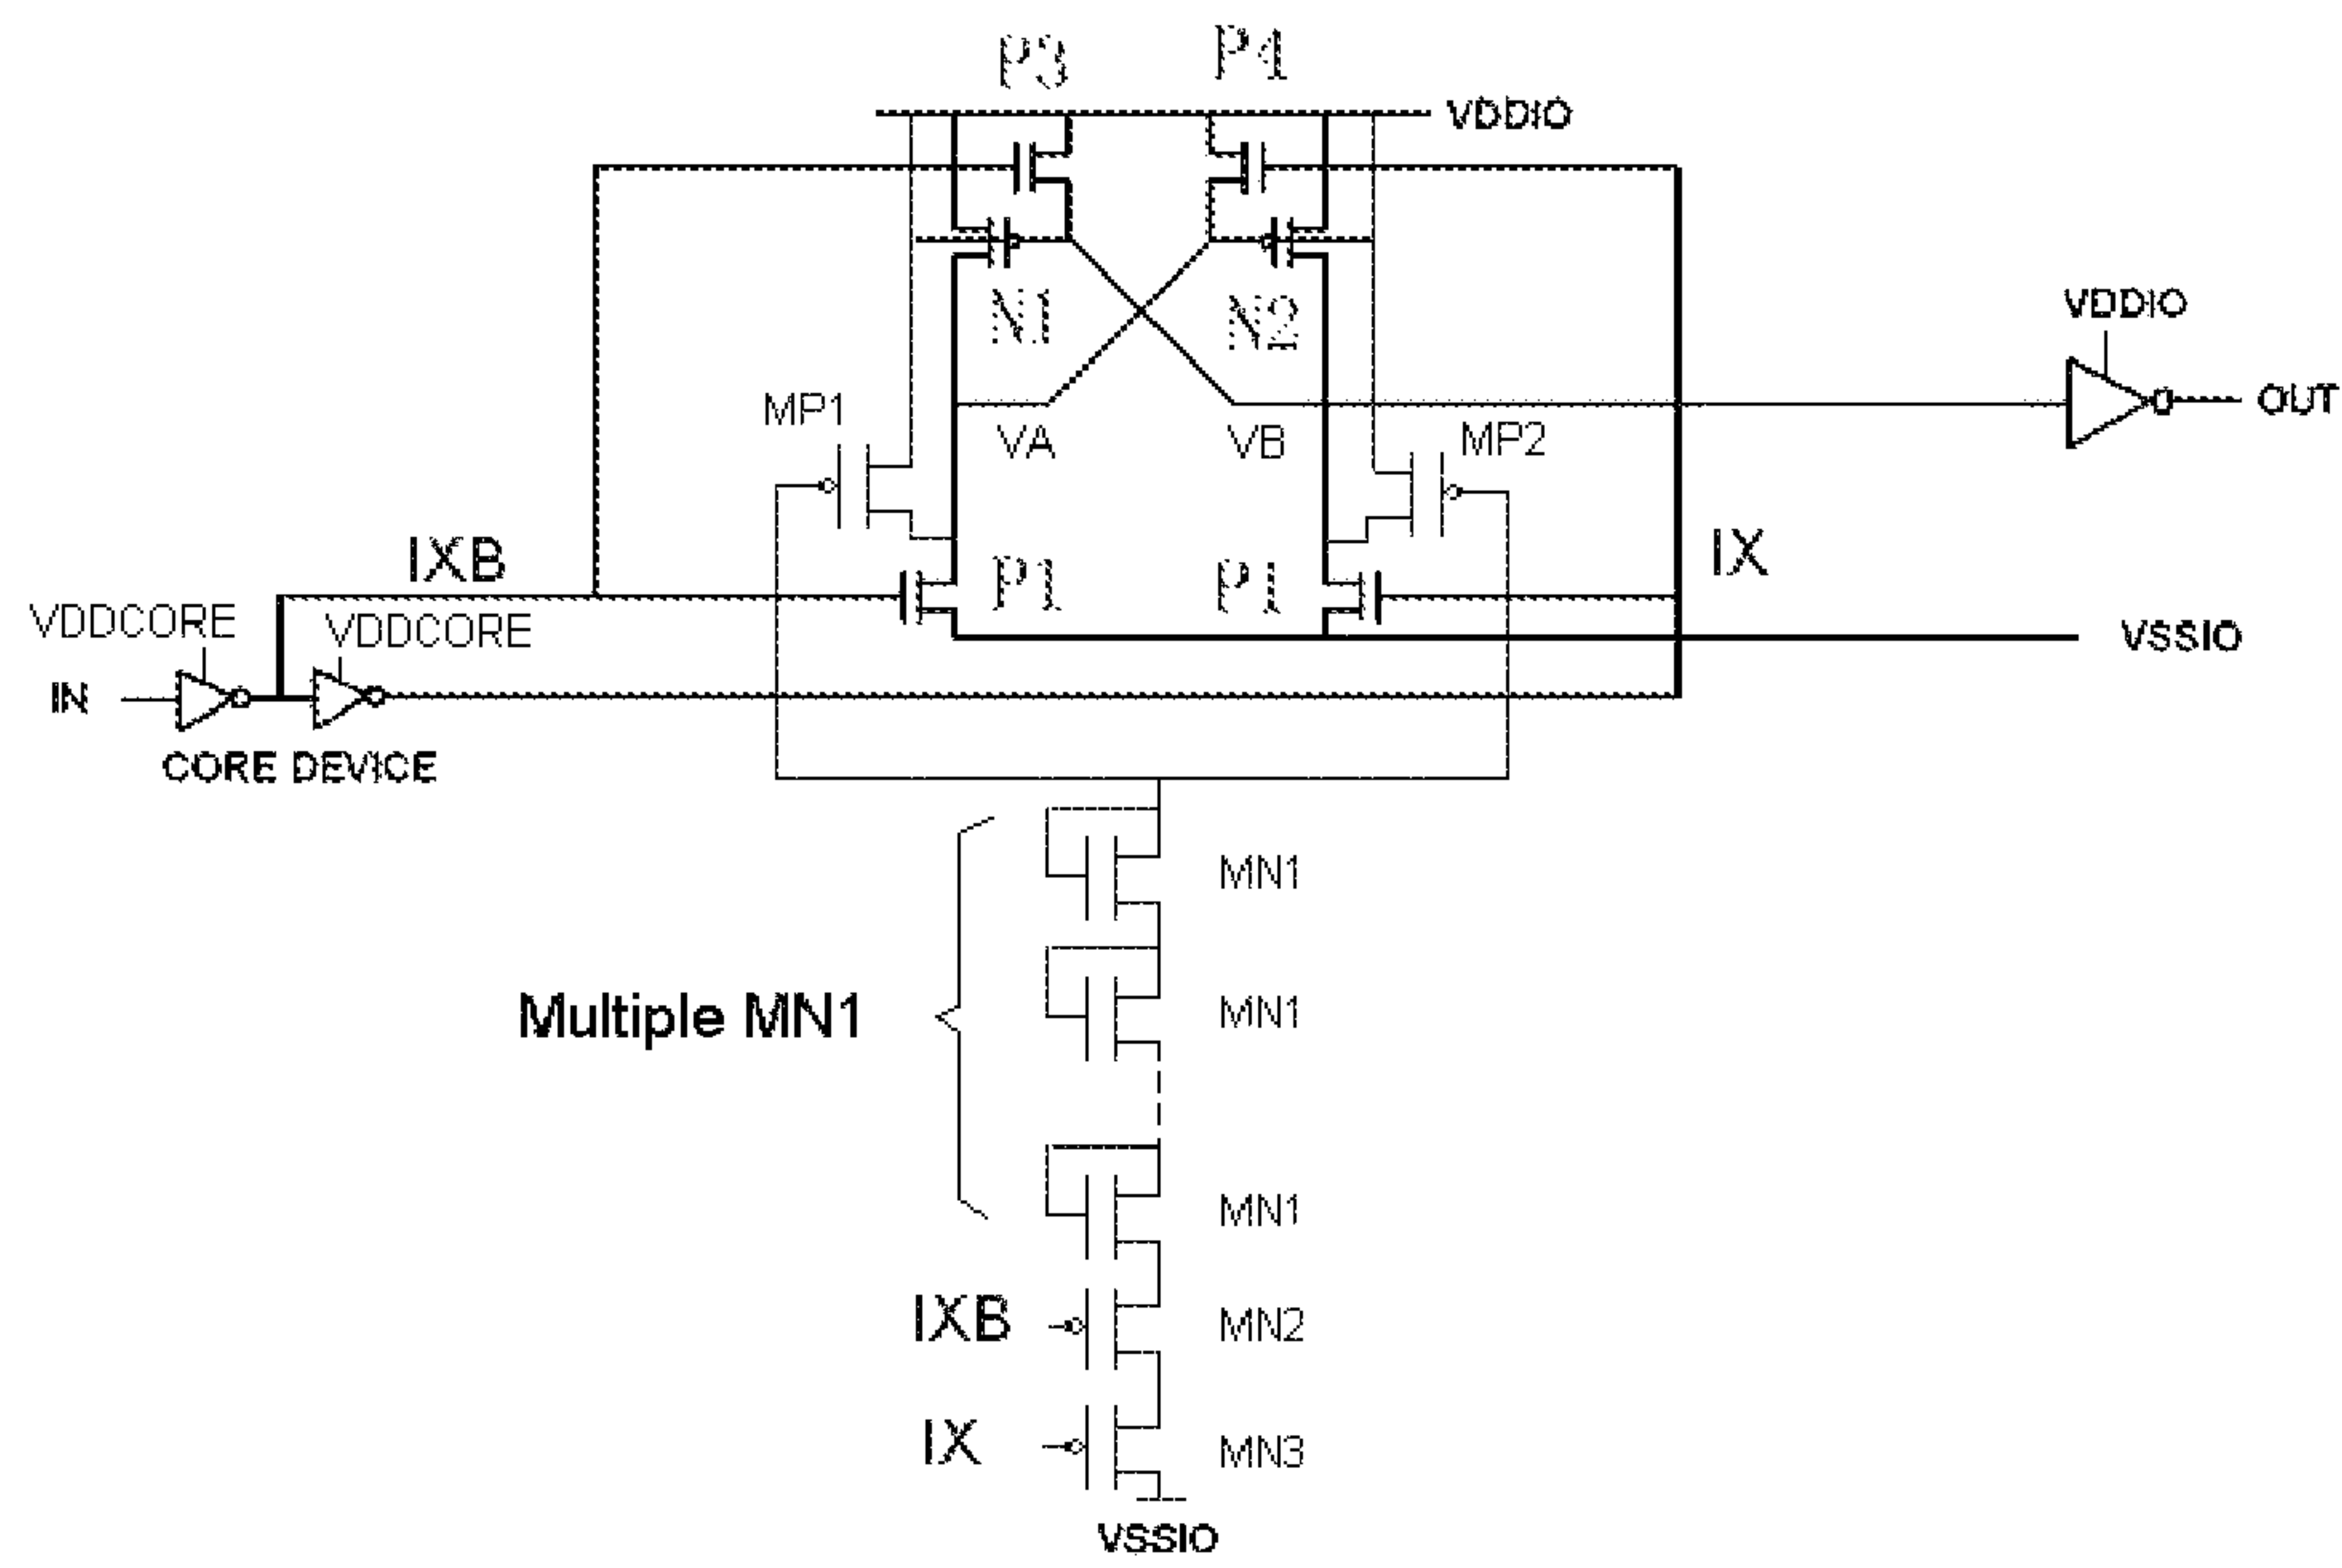 P3 P4
VDDIO
N1 N2
VDDIO
OUT
MP1
VA VB
MP2
IXB
P1 P1
IX
VDDCORE
VDDCORE
VSSIO
IN
CORE DEVICE
MN1
Multiple MN1
MN1
MN1
IXB
MN2
IX
MN3
VSSIO